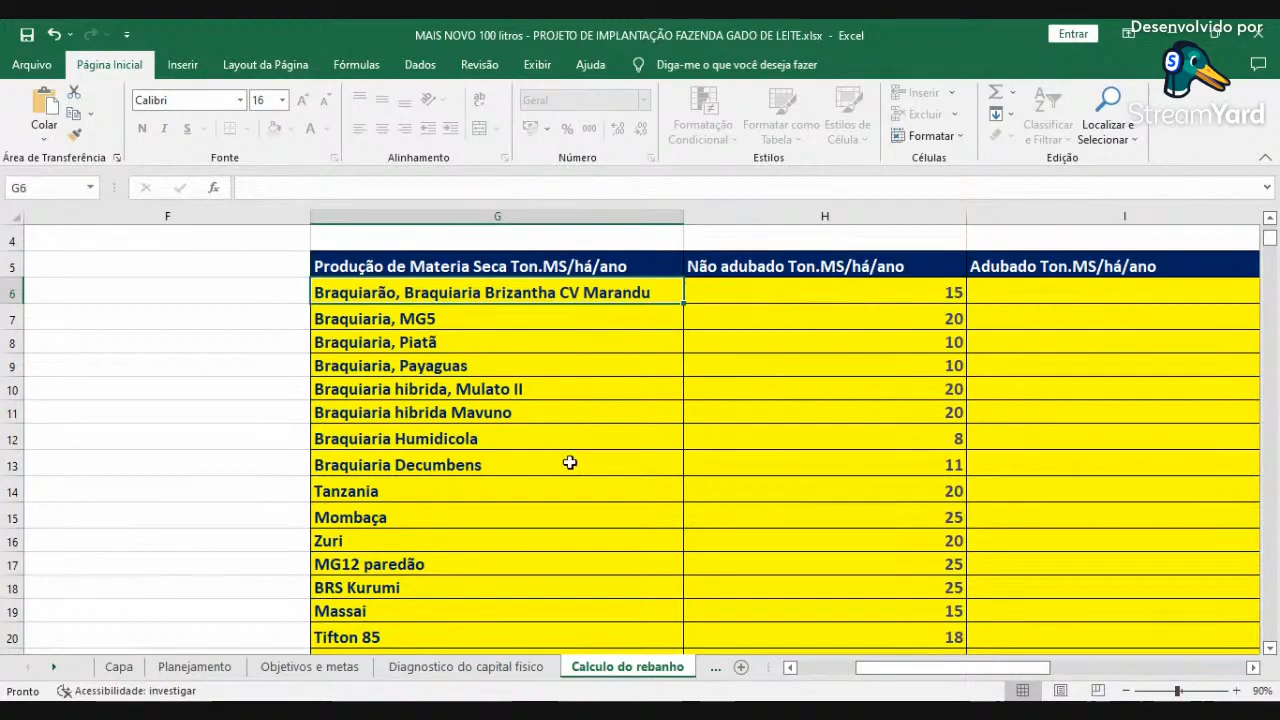 Desenvolvido por
StreamYard
MAIS NOVO 100 litros - PROJETO DE IMPLANTAÇÃO FAZENDA GADO DE LEITE.xlsx - Excel
Entrar
Arquivo
Página Inicial
Inserir
Layout da Página
Fórmulas
Dados
Revisão
Exibir
Ajuda
Diga-me o que você deseja fazer
Colar
Calibri
16
N I S
Geral
% 000
Formatação Condicional
Formatar como Tabela
Estilos de Célula
Inserir
Excluir
Formatar
Classificar e Filtrar
Localizar e Selecionar
Área de Transferência
Fonte
Alinhamento
Número
Estilos
Células
Edição
G6
fx
F G H I
4
5 Produção de Materia Seca Ton.MS/há/ano Não adubado Ton.MS/há/ano Adubado Ton.MS/há/ano
6 Braquiarão, Braquiaria Brizantha CV Marandu 15
7 Braquiaria, MG5 20
8 Braquiaria, Piatã 10
9 Braquiaria, Payaguas 10
10 Braquiaria hibrida, Mulato II 20
11 Braquiaria hibrida Mavuno 20
12 Braquiaria Humidicola 8
13 Braquiaria Decumbens 11
14 Tanzania 20
15 Mombaça 25
16 Zuri 20
17 MG12 paredão 25
18 BRS Kurumi 25
19 Massai 15
20 Tifton 85 18
Capa
Planejamento
Objetivos e metas
Diagnostico do capital fisico
Calculo do rebanho
...
Pronto
Acessibilidade: investigar
90%